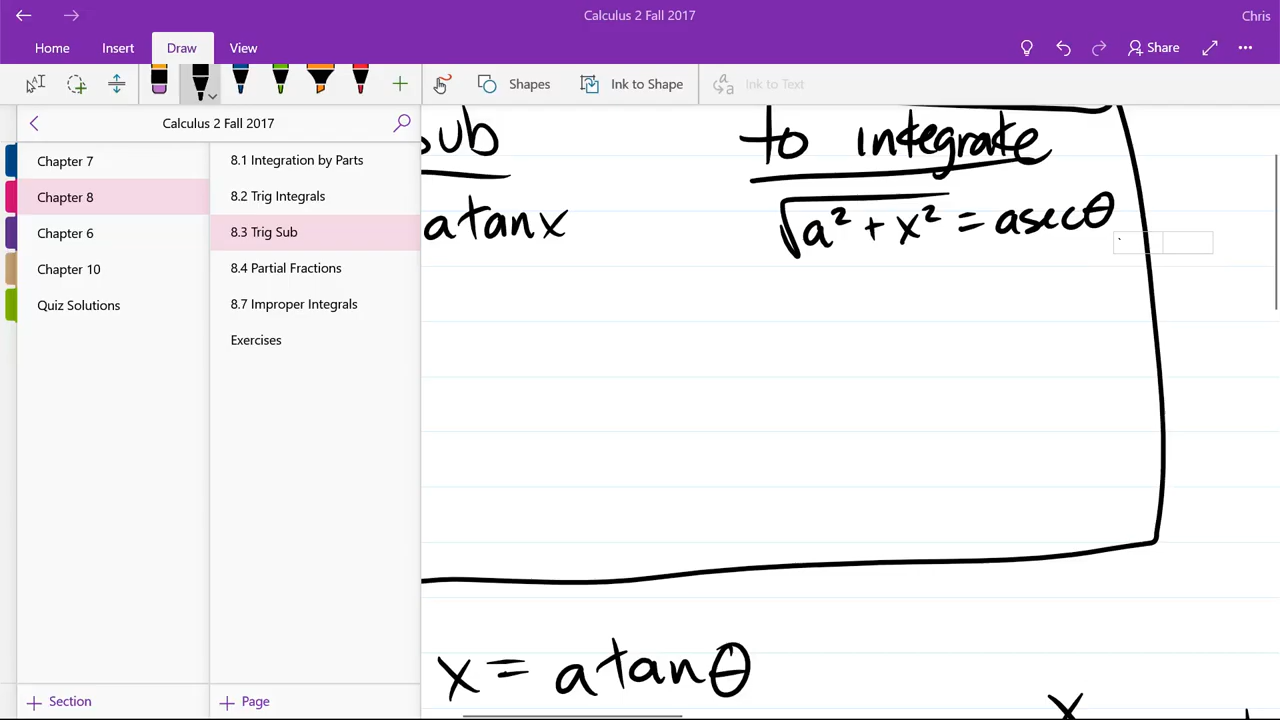 Calculus 2 Fall 2017
Chris
Home Insert Draw View
Share
Shapes Ink to Shape Ink to Text
Calculus 2 Fall 2017
Chapter 7
Chapter 8
Chapter 6
Chapter 10
Quiz Solutions
8.1 Integration by Parts
8.2 Trig Integrals
8.3 Trig Sub
8.4 Partial Fractions
8.7 Improper Integrals
Exercises
+ Section
+ Page
sub to integrate
atanx √(a² + x²) = asecθ
x = atanθ
x